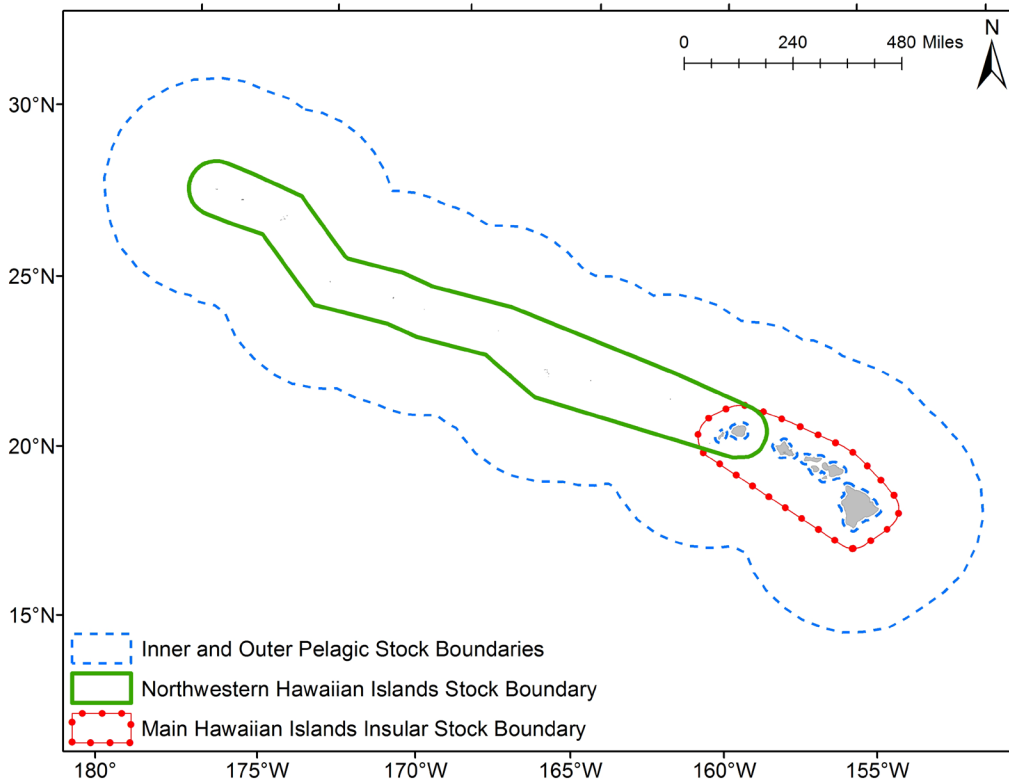 N
0 240 480 Miles
30°N
25°N
20°N
15°N
Inner and Outer Pelagic Stock Boundaries
Northwestern Hawaiian Islands Stock Boundary
Main Hawaiian Islands Insular Stock Boundary
180° 175°W 170°W 165°W 160°W 155°W